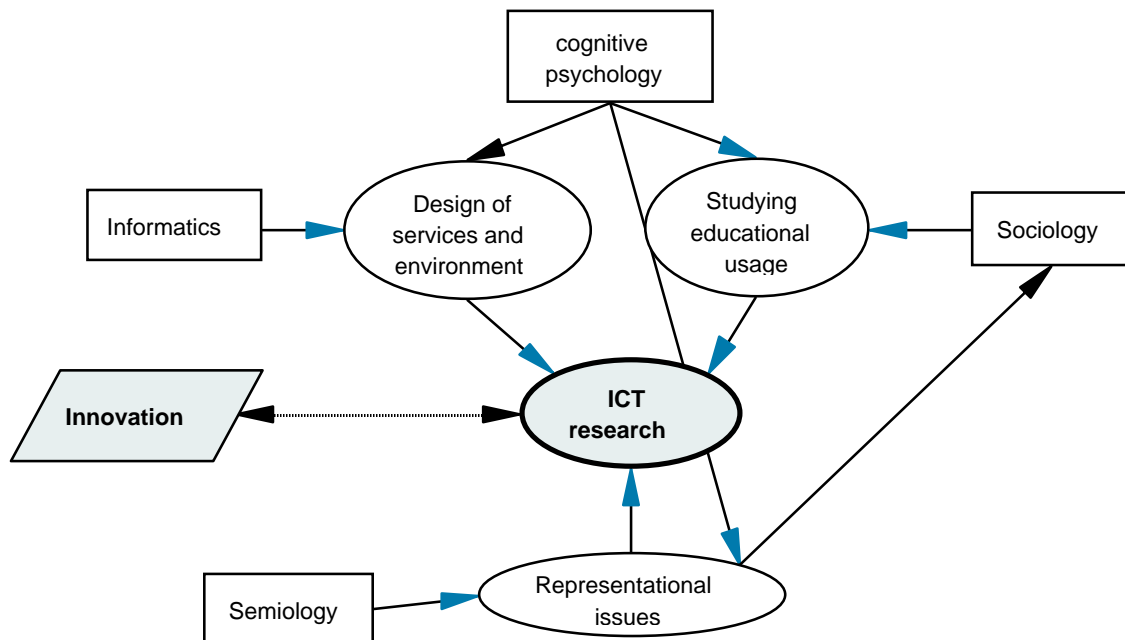 cognitive
psychology
Informatics
Design of
services and
environment
Studying
educational
usage
Sociology
Innovation
ICT
research
Semiology
Representational
issues